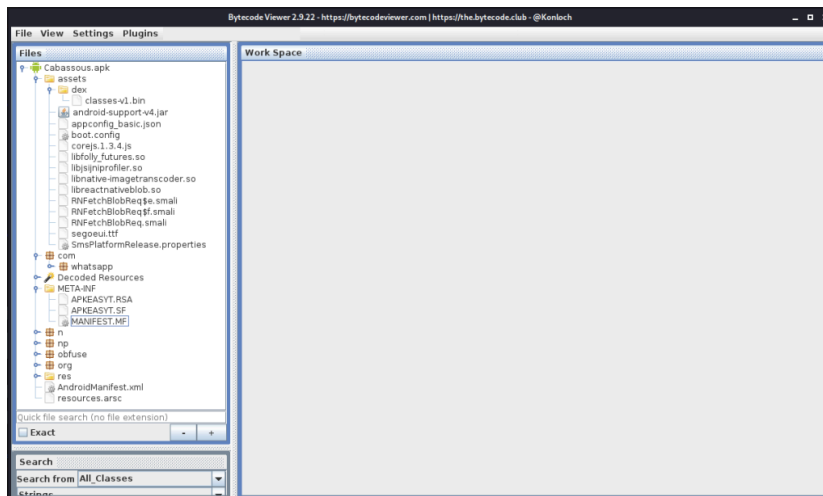 Bytecode Viewer 2.9.22 - https://bytecodeviewer.com | https://the.bytecode.club - @Konloch
File View Settings Plugins
Files
Work Space
Cabassous.apk
assets
dex
classes-v1.bin
android-support-v4.jar
appconfig_basic.json
boot.config
corejs.1.3.4.js
libfolly_futures.so
libjsijniprofiler.so
libnative-imagetranscoder.so
libreactnativeblob.so
RNFetchBlobReq$e.smali
RNFetchBlobReq$f.smali
RNFetchBlobReq.smali
segoeui.ttf
SmsPlatformRelease.properties
com
whatsapp
Decoded Resources
META-INF
APKEASYT.RSA
APKEASYT.SF
MANIFEST.MF
n
np
obfuse
org
res
AndroidManifest.xml
resources.arsc
Quick file search (no file extension)
Exact - +
Search
Search from All_Classes
Strings